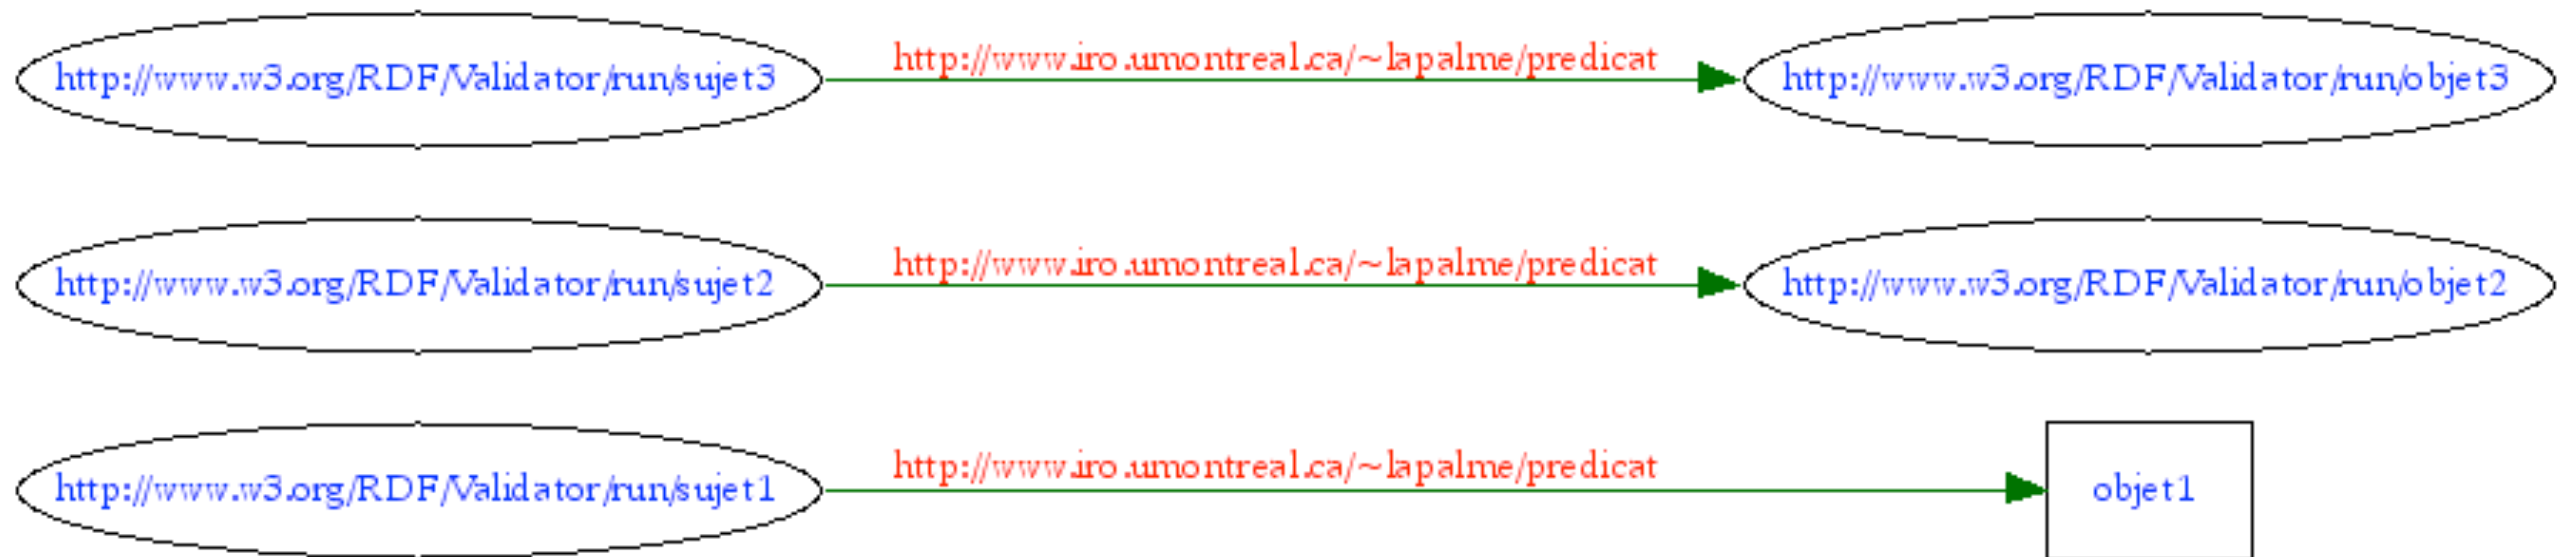 http://www.w3.org/RDF/Validator/run/sujet3 http://www.iro.umontreal.ca/~lapalme/predicat http://www.w3.org/RDF/Validator/run/objet3
http://www.w3.org/RDF/Validator/run/sujet2 http://www.iro.umontreal.ca/~lapalme/predicat http://www.w3.org/RDF/Validator/run/objet2
http://www.w3.org/RDF/Validator/run/sujet1 http://www.iro.umontreal.ca/~lapalme/predicat objet1